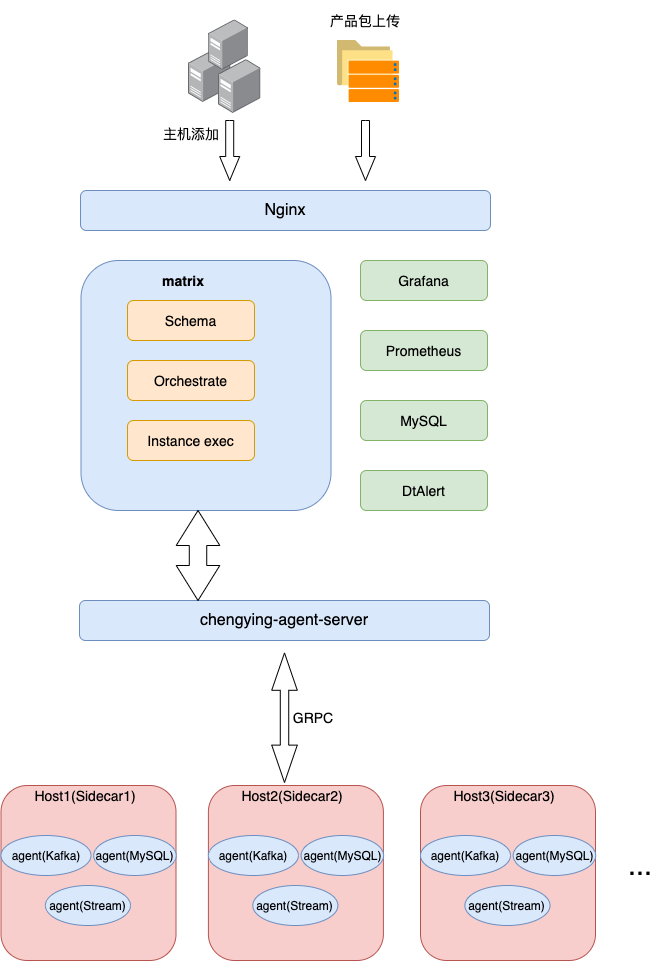 产品包上传
主机添加
Nginx
matrix
Schema
Orchestrate
Instance exec
Grafana
Prometheus
MySQL
DtAlert
chengying-agent-server
GRPC
Host1(Sidecar1)
agent(Kafka)
agent(MySQL)
agent(Stream)
Host2(Sidecar2)
agent(Kafka)
agent(MySQL)
agent(Stream)
Host3(Sidecar3)
agent(Kafka)
agent(MySQL)
agent(Stream)
...